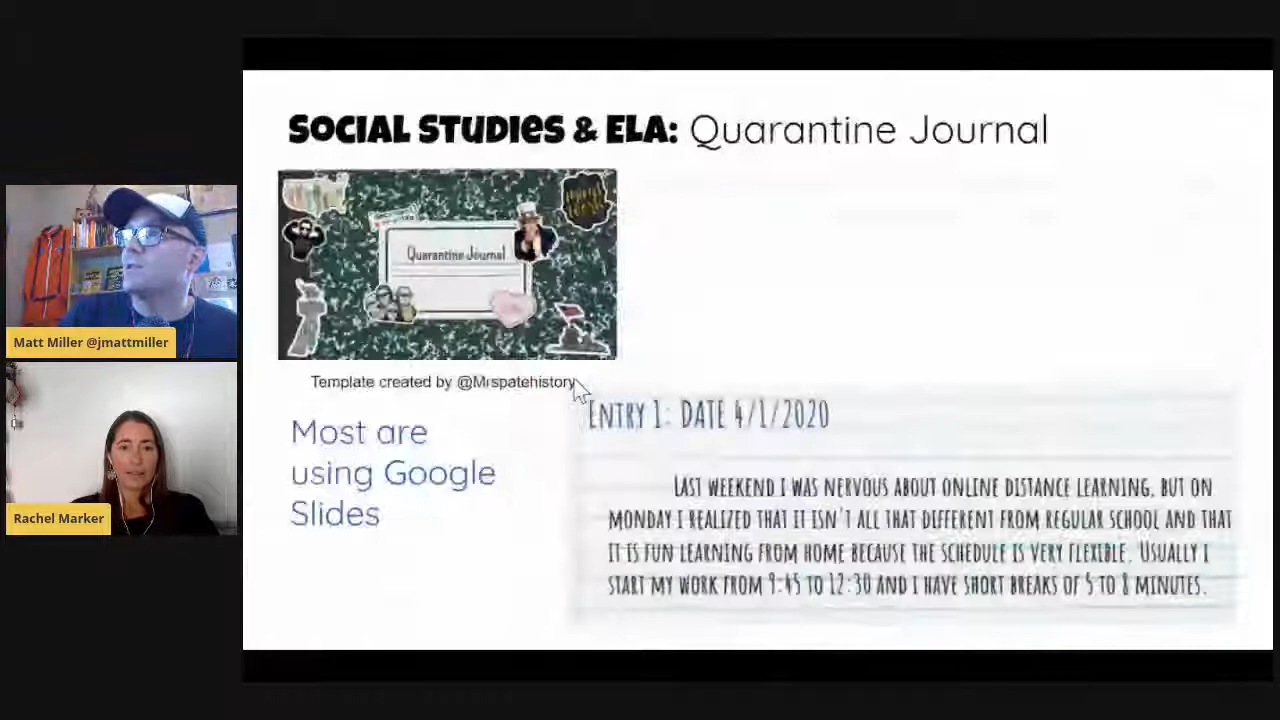 SOCIAL STUDIES & ELA: Quarantine Journal
Quarantine Journal
Template created by @Mrspatehistory
Most are
using Google
Slides
ENTRY 1: DATE 4/1/2020
LAST WEEKEND I WAS NERVOUS ABOUT ONLINE DISTANCE LEARNING, BUT ON
MONDAY I REALIZED THAT IT ISN'T ALL THAT DIFFERENT FROM REGULAR SCHOOL AND THAT
IT IS FUN LEARNING FROM HOME BECAUSE THE SCHEDULE IS VERY FLEXIBLE. USUALLY I
START MY WORK FROM 9:45 TO 12:30 AND I HAVE SHORT BREAKS OF 5 TO 8 MINUTES.
Matt Miller @jmattmiller
Rachel Marker